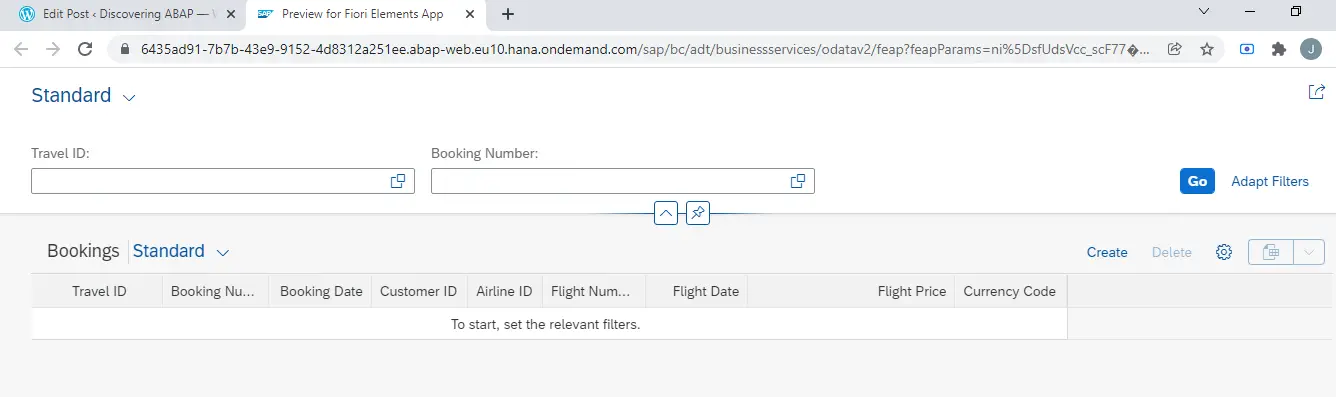 Edit Post ‹ Discovering ABAP —
Preview for Fiori Elements App
6435ad91-7b7b-43e9-9152-4d8312a251ee.abap-web.eu10.hana.ondemand.com/sap/bc/adt/businessservices/odatav2/feap?feapParams=ni%5DsfUdsVcc_scF77�...
J
Standard
Travel ID: Booking Number:
Go Adapt Filters
Bookings Standard Create Delete
Travel ID Booking Nu... Booking Date Customer ID Airline ID Flight Num... Flight Date Flight Price Currency Code
To start, set the relevant filters.